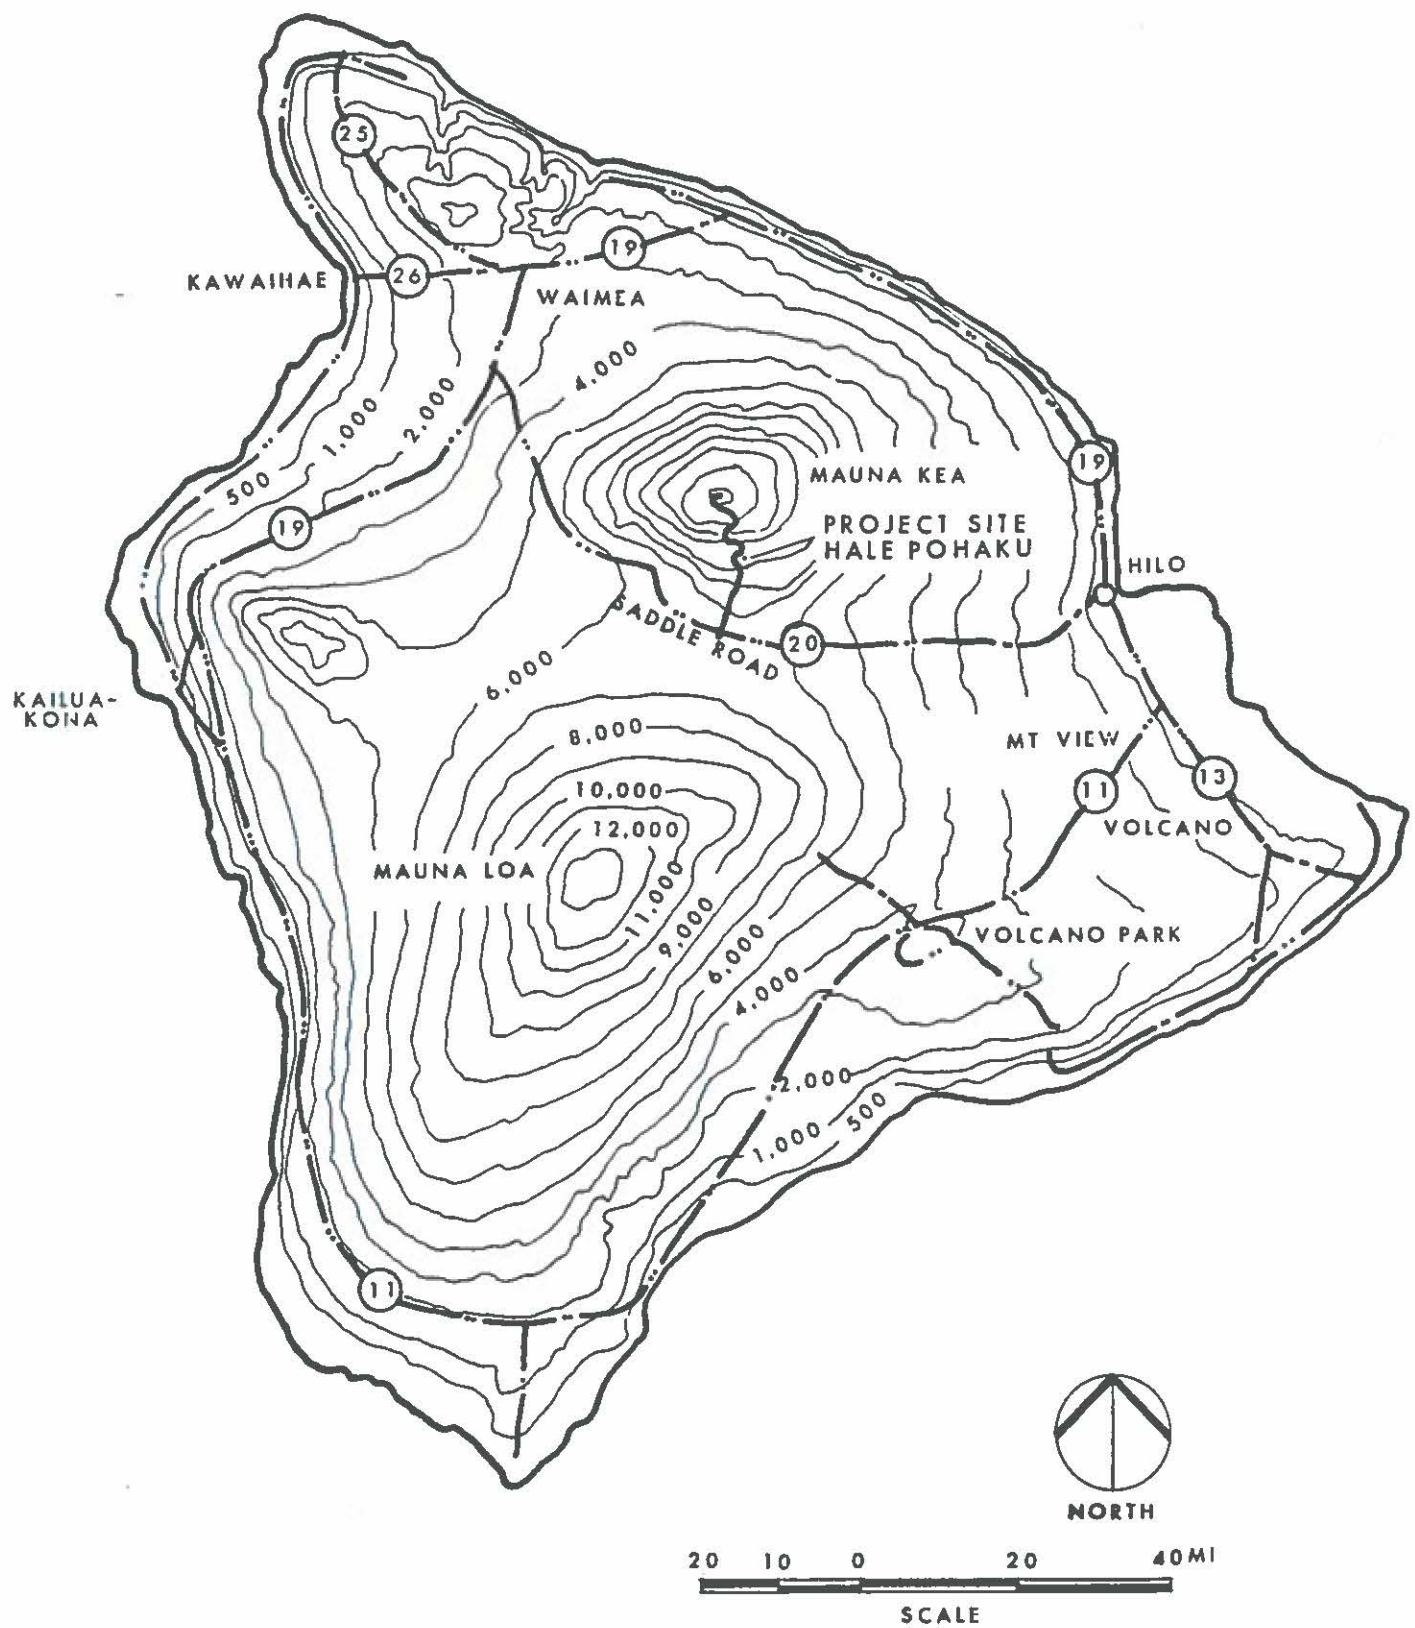 25
19
KAWAIHAE
26
WAIMEA
4,000
2,000
1,000
500
19
19
MAUNA KEA
PROJECT SITE
HALE POHAKU
HILO
SADDLE ROAD
20
6,000
KAILUA-
KONA
8,000
MT VIEW
10,000
11
13
12,000
VOLCANO
MAUNA LOA
11,000
9,000
6,000
4,000
VOLCANO PARK
2,000
1,000
500
11
NORTH
20 10 0 20 40 MI
SCALE